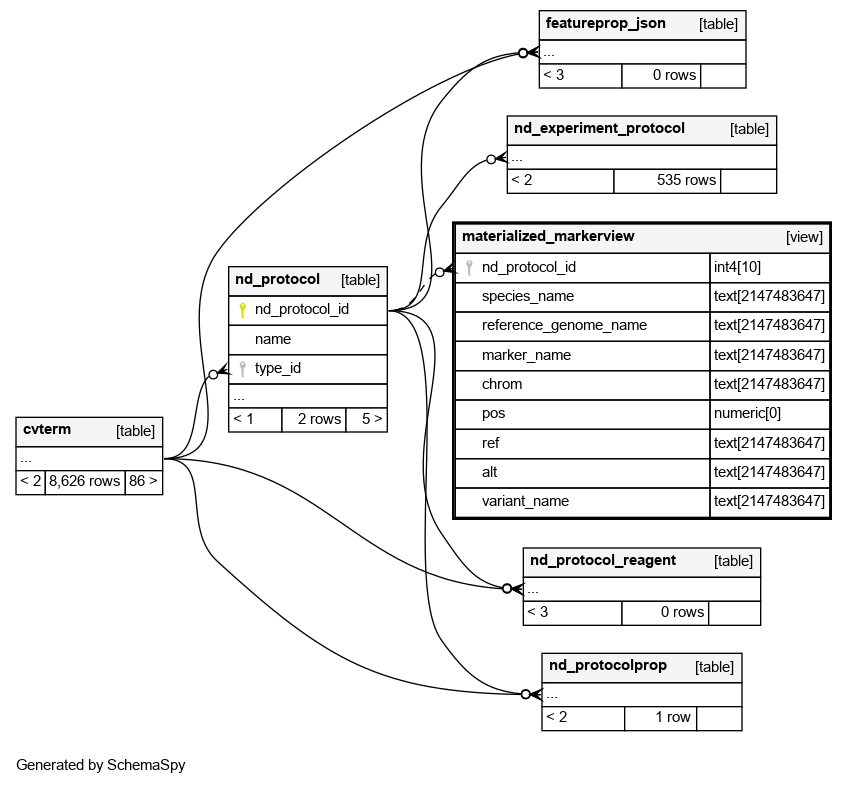 featureprop_json [table]
...
< 3 0 rows
nd_experiment_protocol [table]
...
< 2 535 rows
materialized_markerview [view]
nd_protocol_id int4[10]
species_name text[2147483647]
reference_genome_name text[2147483647]
marker_name text[2147483647]
chrom text[2147483647]
pos numeric[0]
ref text[2147483647]
alt text[2147483647]
variant_name text[2147483647]
nd_protocol [table]
nd_protocol_id
name
type_id
...
< 1 2 rows 5 >
cvterm [table]
...
< 2 8,626 rows 86 >
nd_protocol_reagent [table]
...
< 3 0 rows
nd_protocolprop [table]
...
< 2 1 row
Generated by SchemaSpy